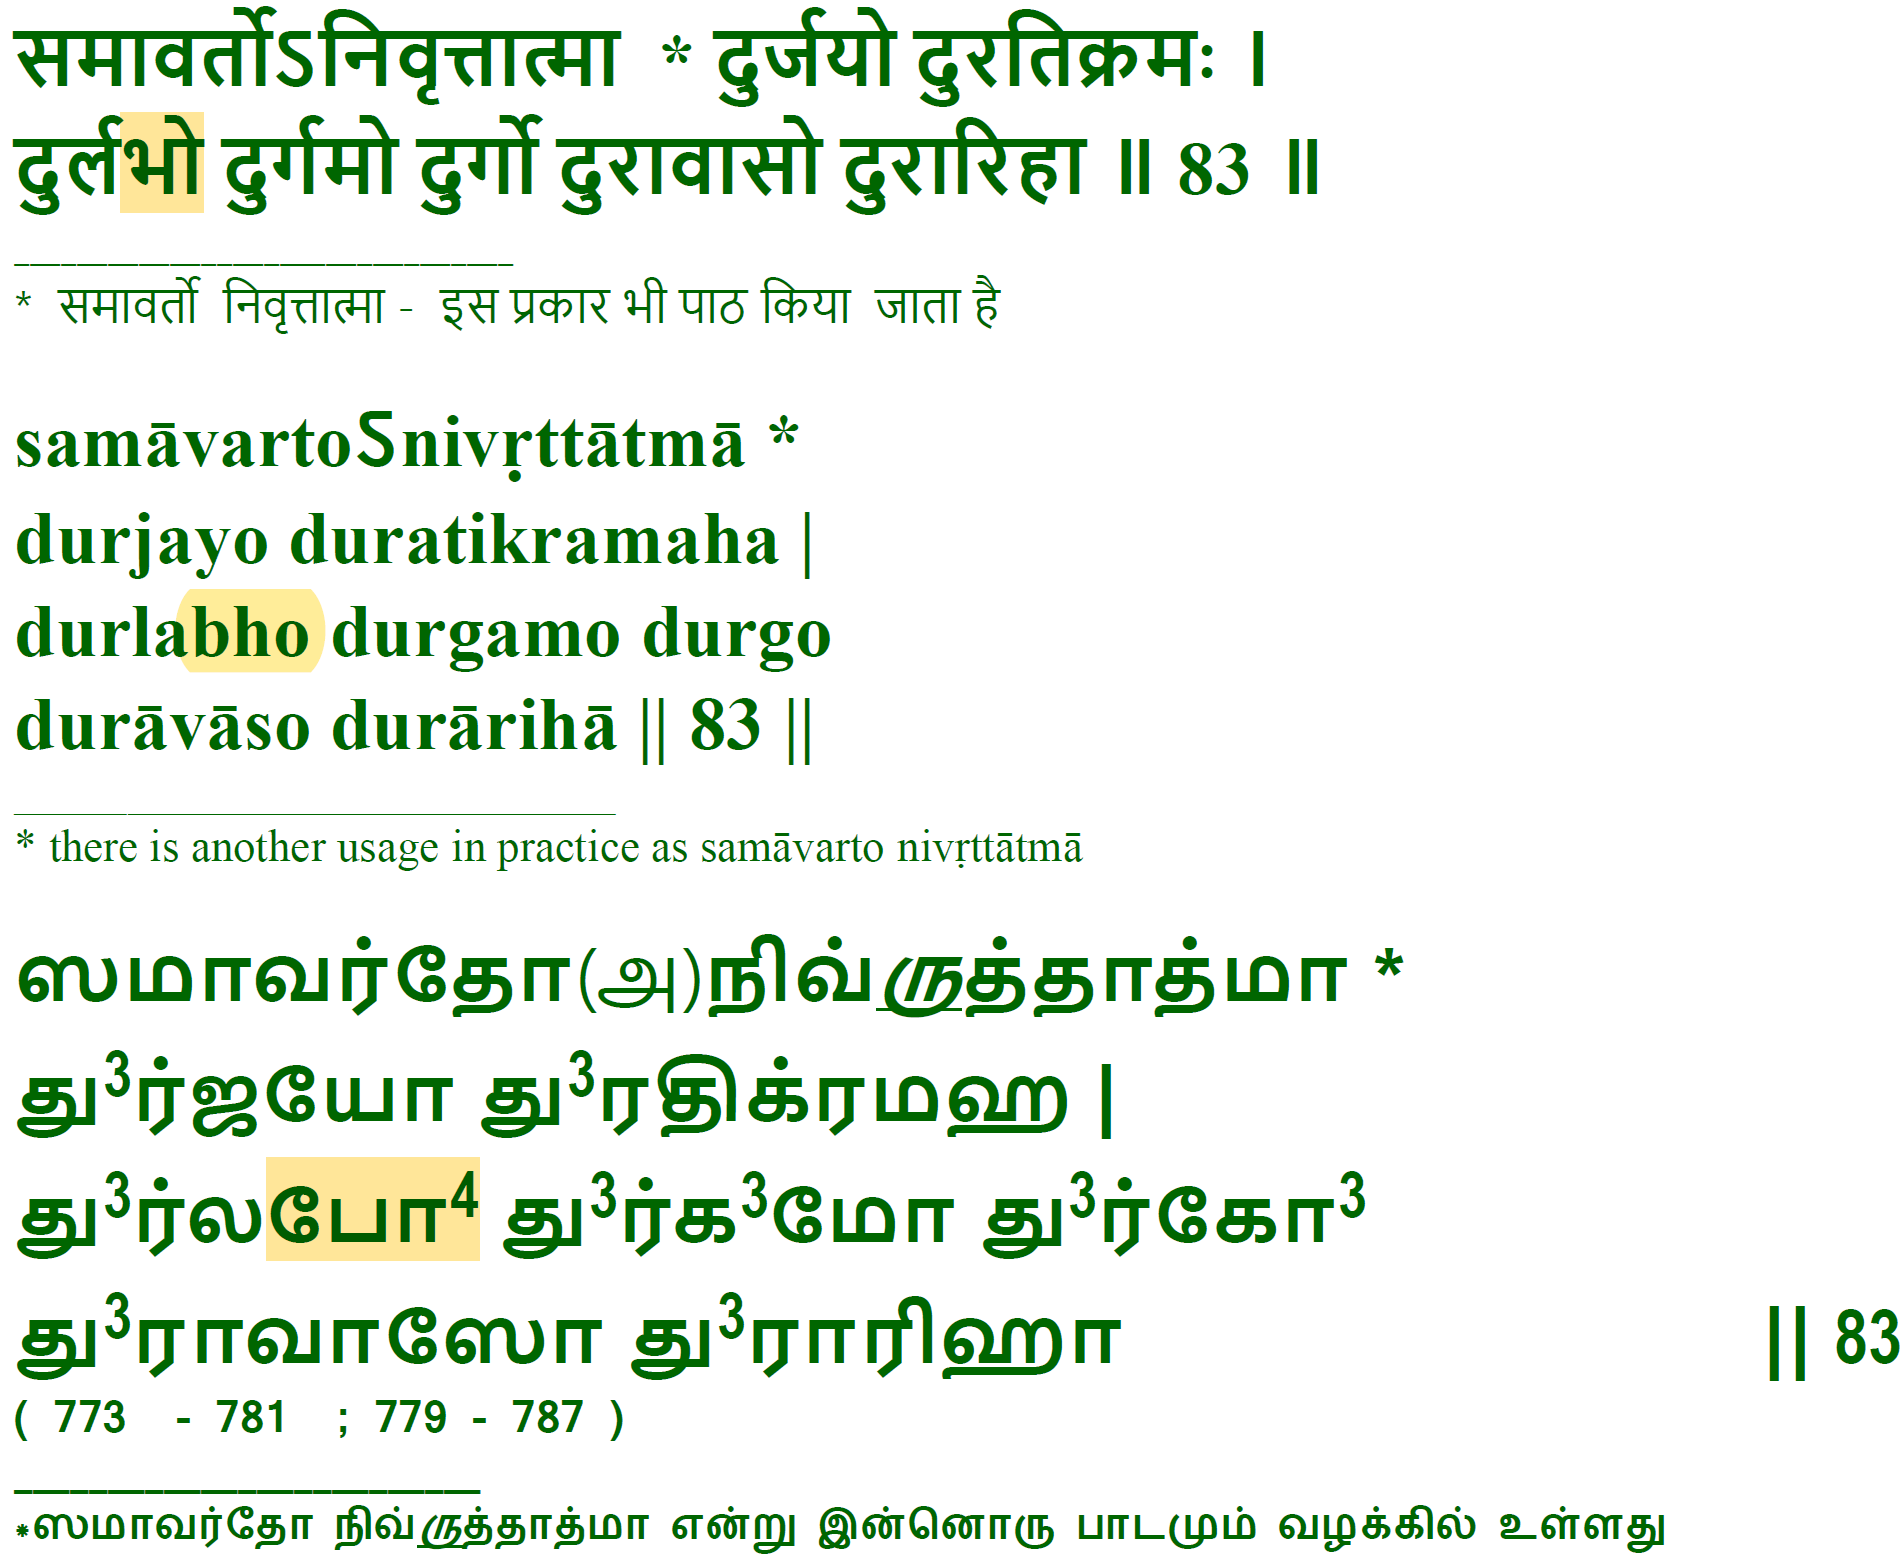 समावर्तोऽनिवृत्तात्मा * दुर्जयो दुरतिक्रमः ।
दुर्लभो दुर्गमो दुर्गो दुरावासो दुरारिहा ॥ 83 ॥
* समावर्तो निवृत्तात्मा - इस प्रकार भी पाठ किया जाता है
samāvartoऽnivṛttātmā *
durjayo duratikramaha |
durlabho durgamo durgo
durāvāso durārihā || 83 ||
* there is another usage in practice as samāvarto nivṛttātmā
ஸமாவர்தோ(அ)நிவ்ருத்தாத்மா *
து³ர்ஜயோ து³ரதிக்ரமஹ |
து³ர்லபோ⁴ து³ர்க³மோ து³ர்கோ³
து³ராவாஸோ து³ராரிஹா || 83
( 773 - 781 ; 779 - 787 )
*ஸமாவர்தோ நிவ்ருத்தாத்மா என்று இன்னொரு பாடமும் வழக்கில் உள்ளது